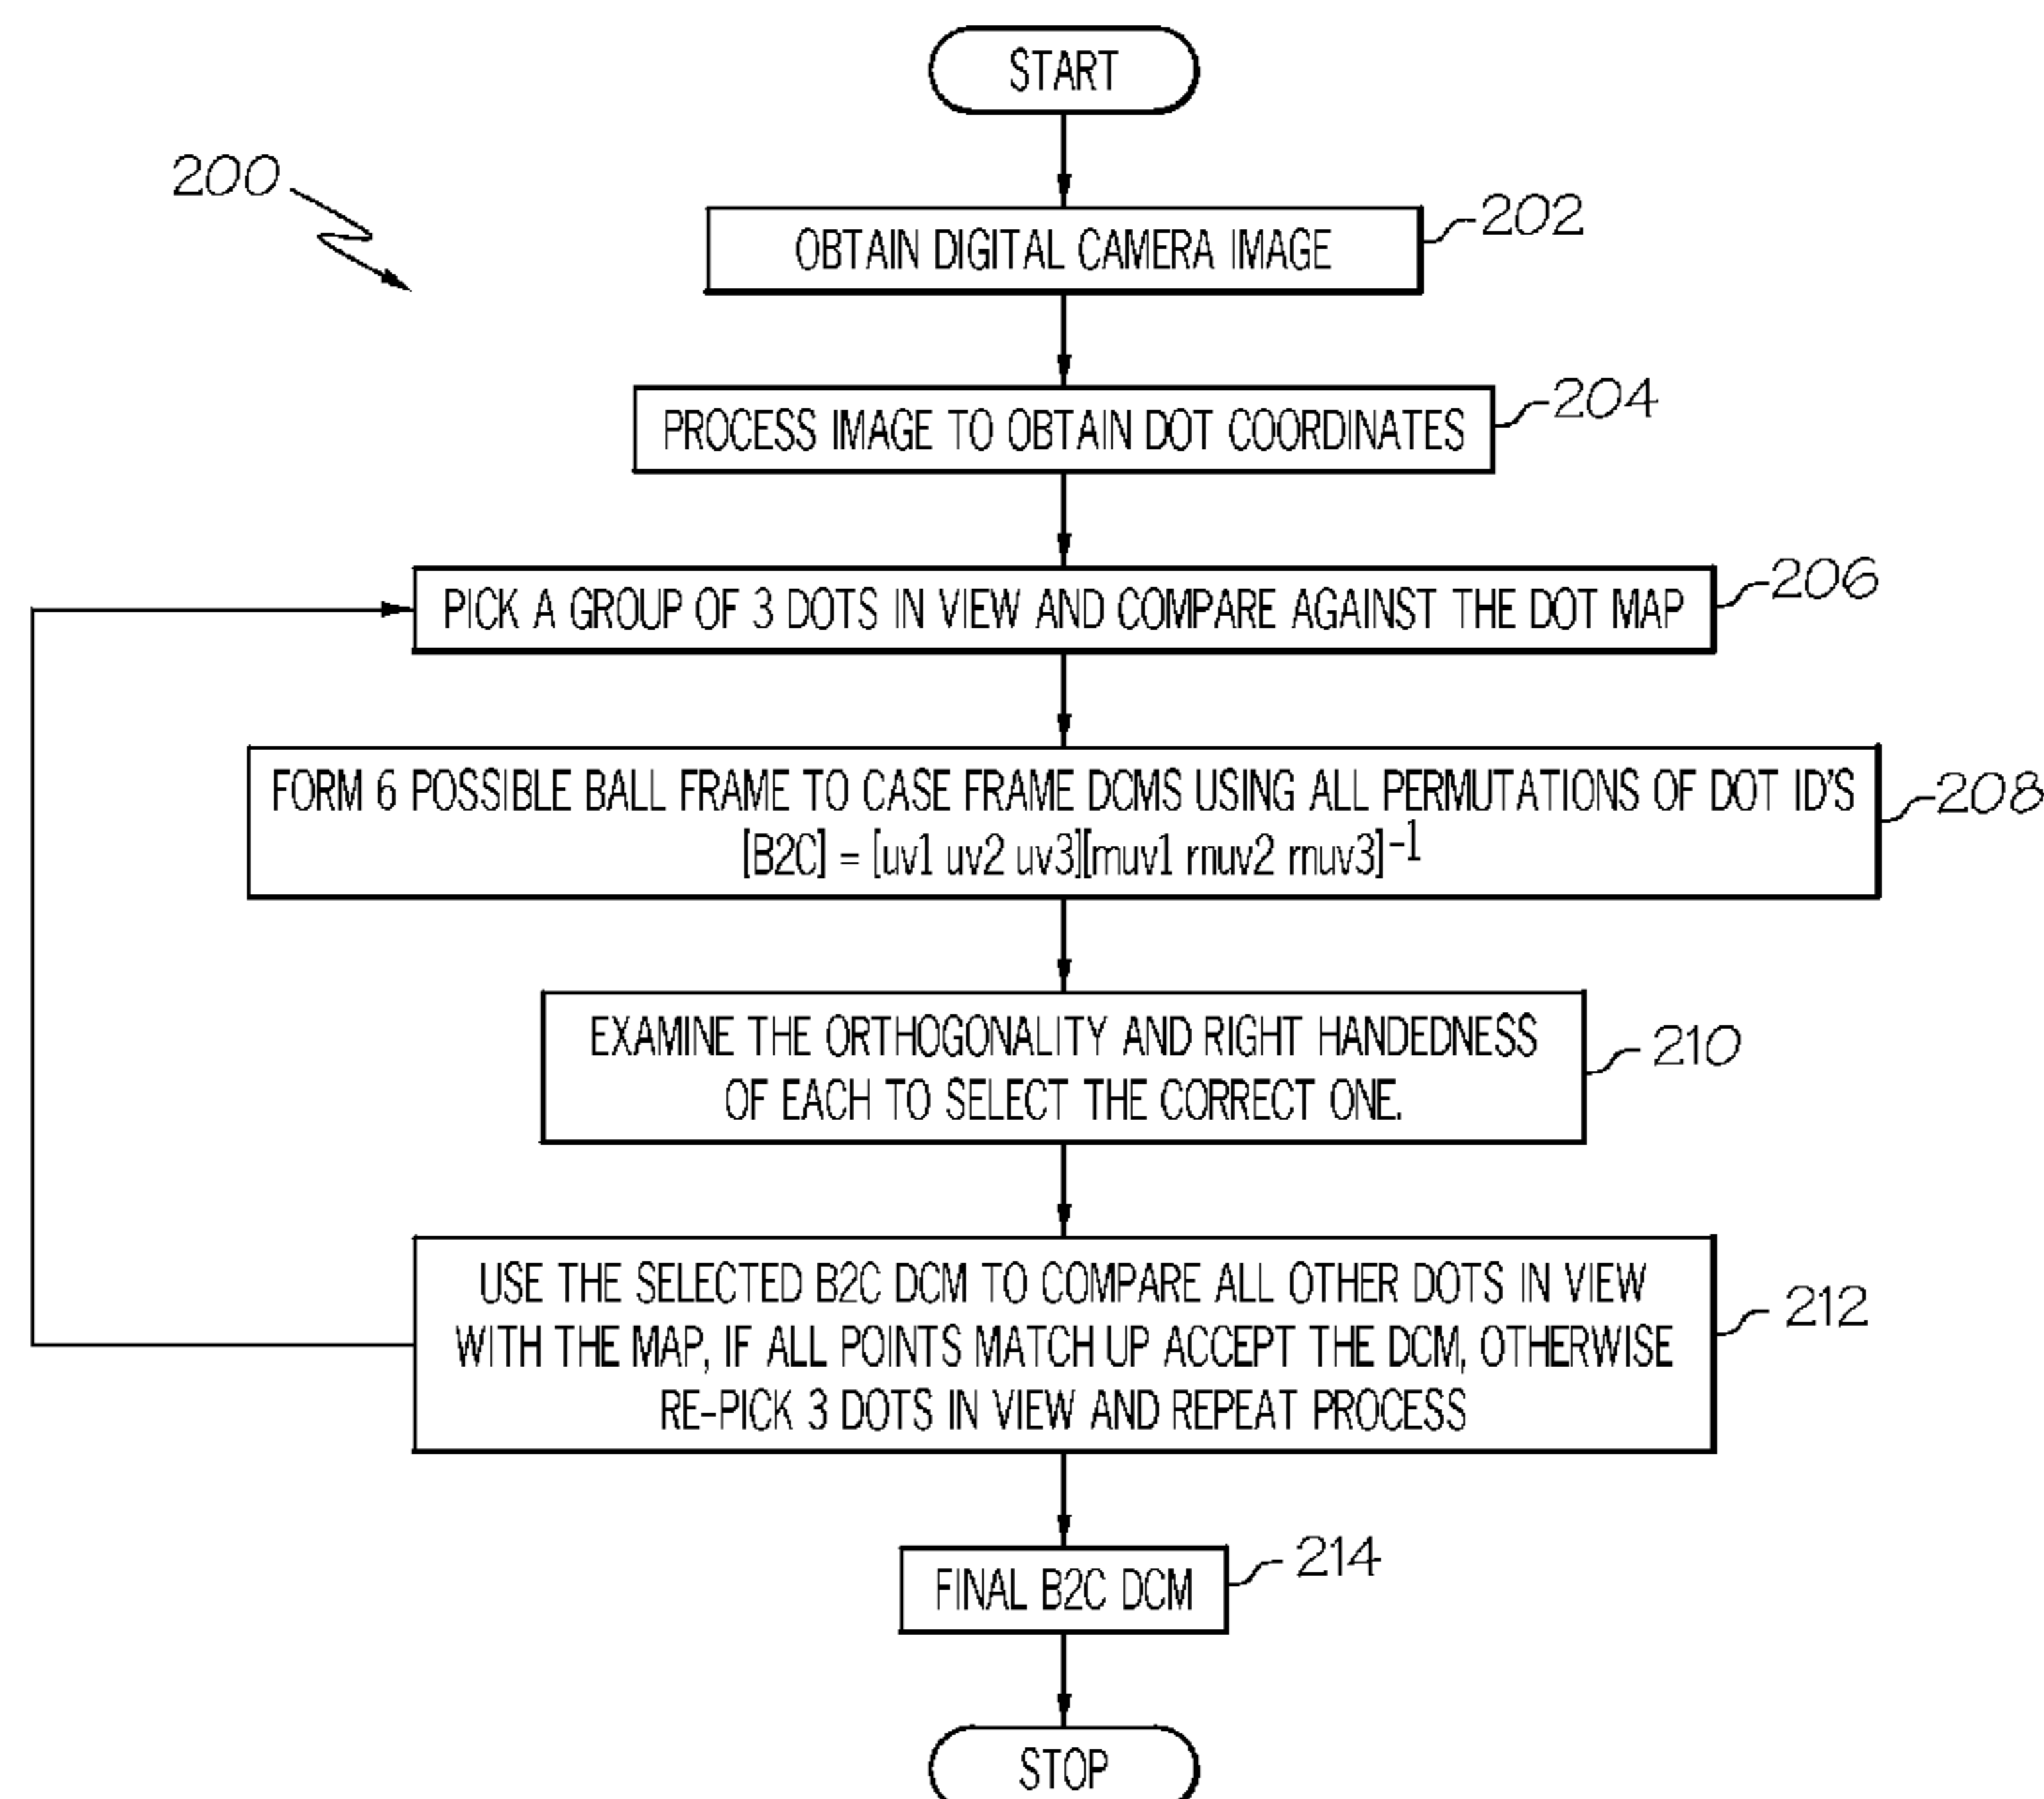 START
200
OBTAIN DIGITAL CAMERA IMAGE
202
PROCESS IMAGE TO OBTAIN DOT COORDINATES
204
PICK A GROUP OF 3 DOTS IN VIEW AND COMPARE AGAINST THE DOT MAP
206
FORM 6 POSSIBLE BALL FRAME TO CASE FRAME DCMS USING ALL PERMUTATIONS OF DOT ID'S
[B2C] = [uv1 uv2 uv3][muv1 rnuv2 rnuv3]-1
208
EXAMINE THE ORTHOGONALITY AND RIGHT HANDEDNESS
OF EACH TO SELECT THE CORRECT ONE.
210
USE THE SELECTED B2C DCM TO COMPARE ALL OTHER DOTS IN VIEW
WITH THE MAP, IF ALL POINTS MATCH UP ACCEPT THE DCM, OTHERWISE
RE-PICK 3 DOTS IN VIEW AND REPEAT PROCESS
212
FINAL B2C DCM
214
STOP